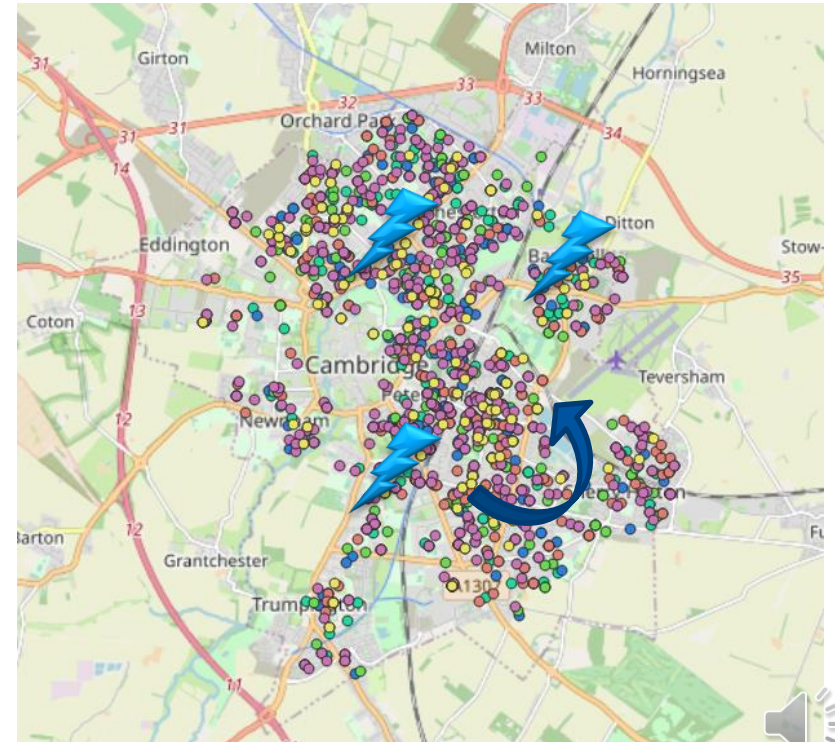 Girton
Milton
Horningsea
31
33
32
33
Orchard Park
31
31
34
14
Ditton
Eddington
Stow-
35
13
Coton
Cambridge
Teversham
12
Newnham
12
Barton
Grantchester
A1307
Trumpington
11